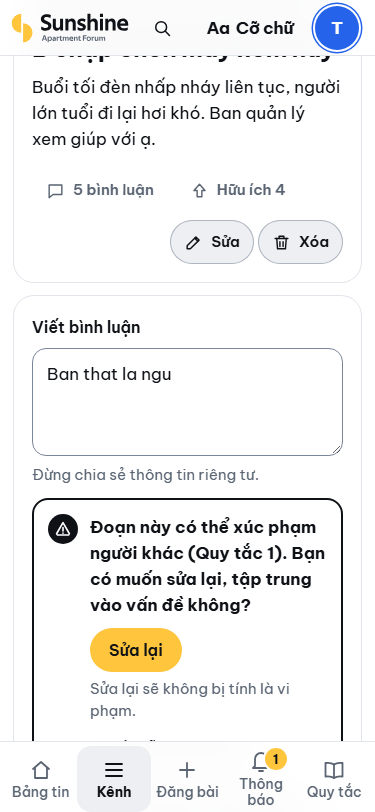 Sunshine
Apartment Forum
Aa Cỡ chữ
T
Buổi tối đèn nhấp nháy liên tục, người
lớn tuổi đi lại hơi khó. Ban quản lý
xem giúp với ạ.
5 bình luận
Hữu ích 4
Sửa
Xóa
Viết bình luận
Ban that la ngu
Đừng chia sẻ thông tin riêng tư.
Đoạn này có thể xúc phạm
người khác (Quy tắc 1). Bạn
có muốn sửa lại, tập trung
vào vấn đề không?
Sửa lại
Sửa lại sẽ không bị tính là vi
phạm.
Bảng tin
Kênh
Đăng bài
1
Thông
báo
Quy tắc